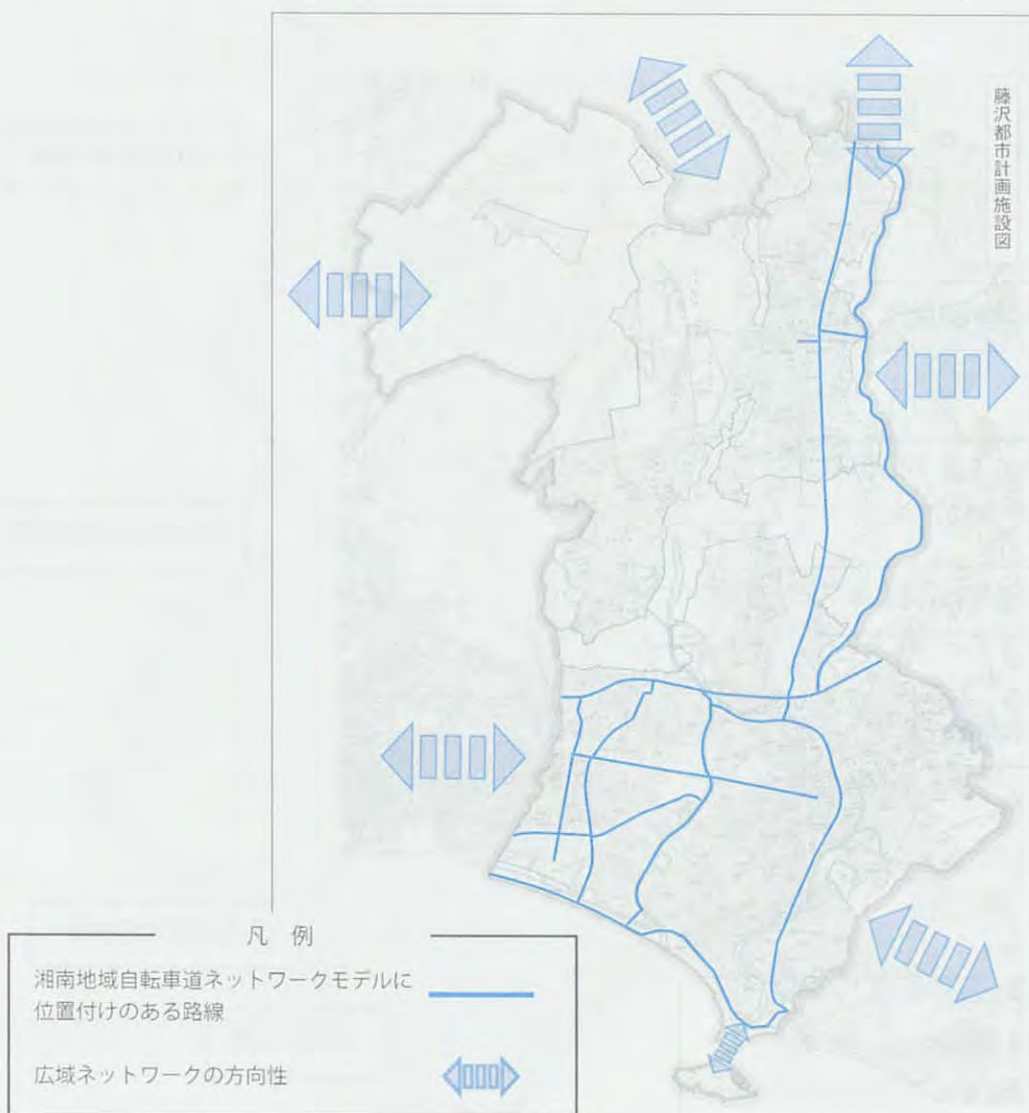 藤沢都市計画施設図
凡 例
湘南地域自転車道ネットワークモデルに
位置付けのある路線
広域ネットワークの方向性